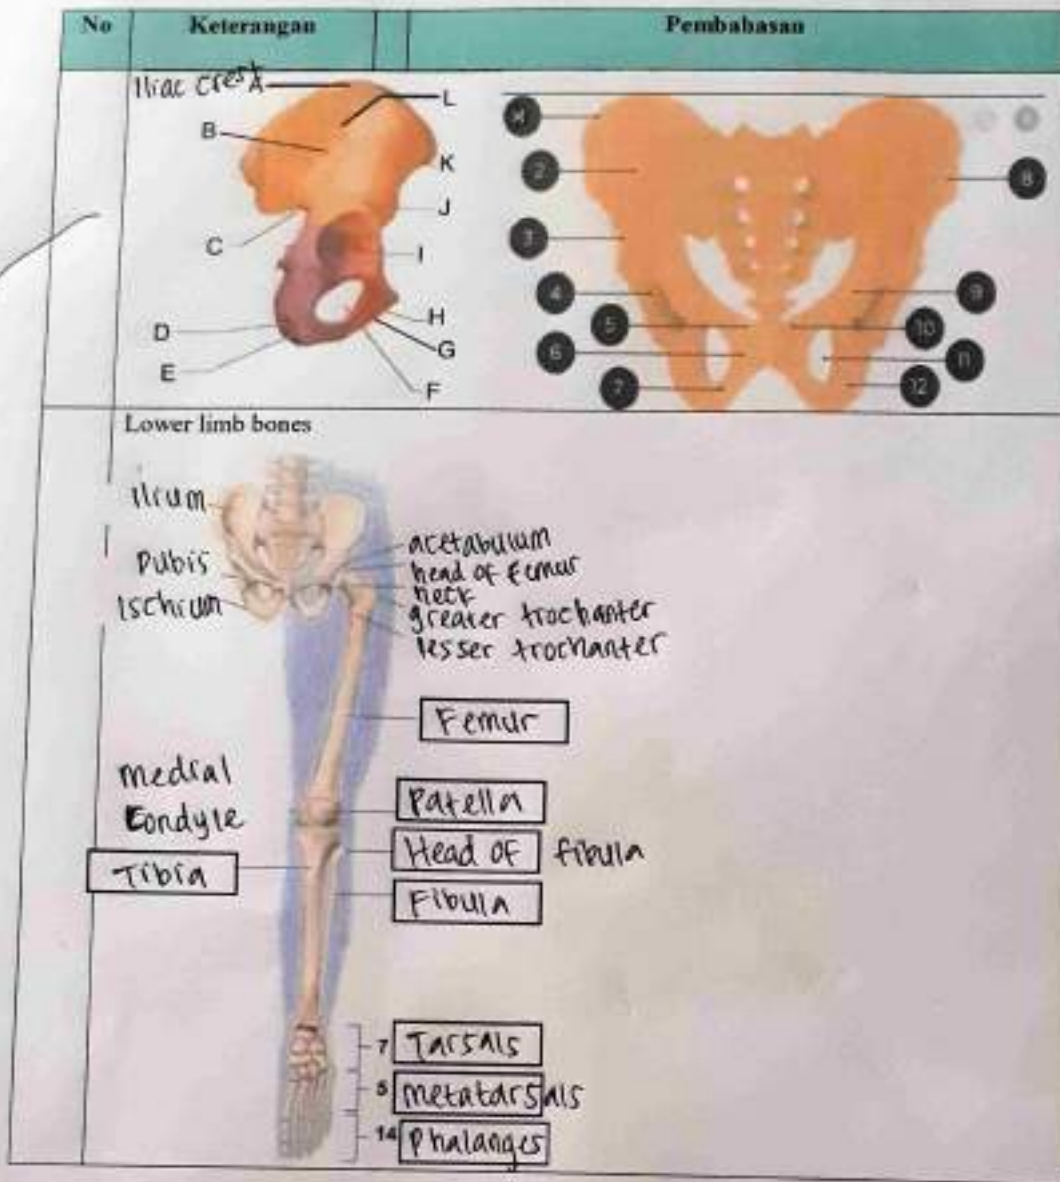 No Keterangan Pembahasan
Iliac crest A
L
B
K
J
C
I
D
H
G
E
F
2
8
3
4
9
5
10
6
11
7
12
Lower limb bones
ilium
Pubis
Ischium
acetabulum
head of femur
neck
greater trochanter
lesser trochanter
Femur
medial
Condyle
Patella
Head of fibula
Tibia
Fibula
7 Tarsals
5 metatarsals
14 Phalanges